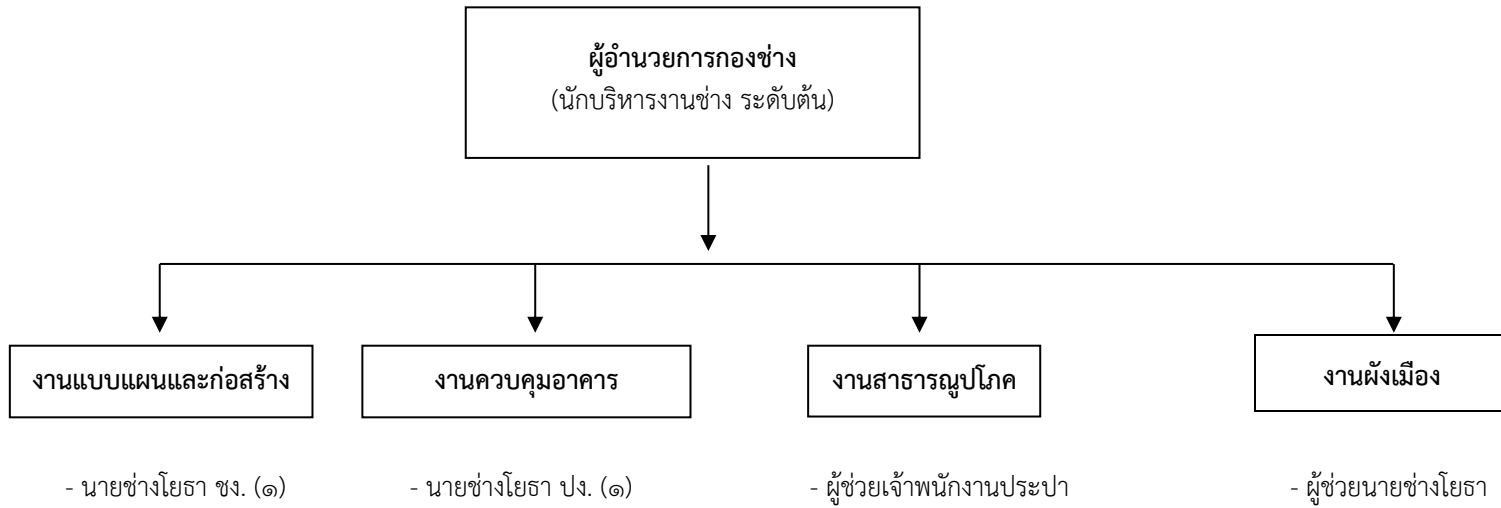 ผู้อำนวยการกองช่าง
(นักบริหารงานช่าง ระดับต้น)
งานแบบแผนและก่อสร้าง
งานควบคุมอาคาร
งานสาธารณูปโภค
งานผังเมือง
- นายช่างโยธา ชง. (๑)
- นายช่างโยธา ปง. (๑)
- ผู้ช่วยเจ้าพนักงานประปา
- ผู้ช่วยนายช่างโยธา